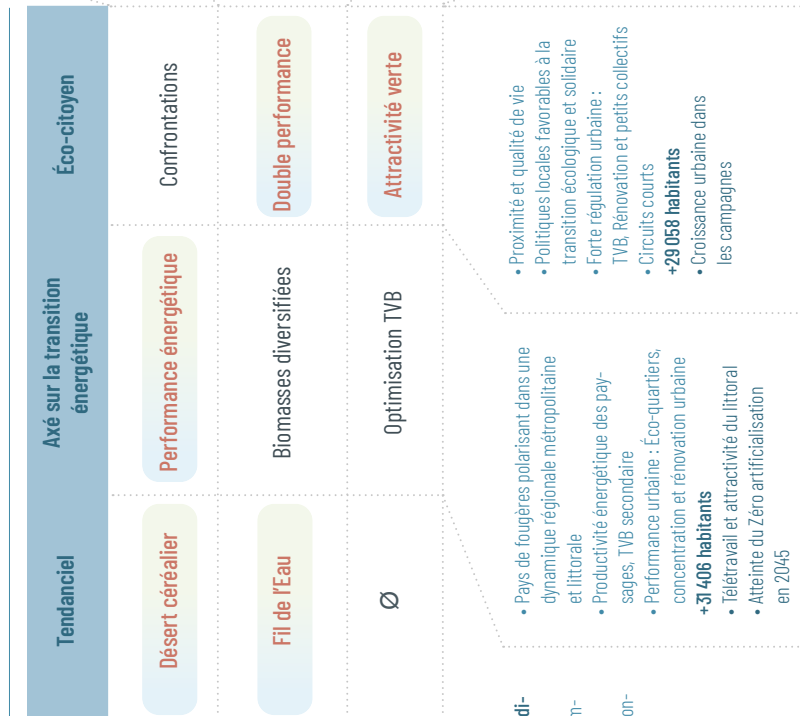 Tendanciel
Axé sur la transition
énergétique
Éco-citoyen
Désert céréalier
Performance énergétique
Confrontations
Fil de l'Eau
Biomasses diversifiées
Double performance
Ø
Optimisation TVB
Attractivité verte
di-
m-
on-
• Pays de fougères polarisant dans une
dynamique régionale métropolitaine
et littorale
• Productivité énergétique des pay-
sages, TVB secondaire
• Performance urbaine : Éco-quartiers,
concentration et rénovation urbaine
+31 406 habitants
• Télétravail et attractivité du littoral
• Atteinte du Zéro artificialisation
en 2045
• Proximité et qualité de vie
• Politiques locales favorables à la
transition écologique et solidaire
• Forte régulation urbaine :
TVB, Rénovation et petits collectifs
• Circuits courts
+29 058 habitants
• Croissance urbaine dans
les campagnes